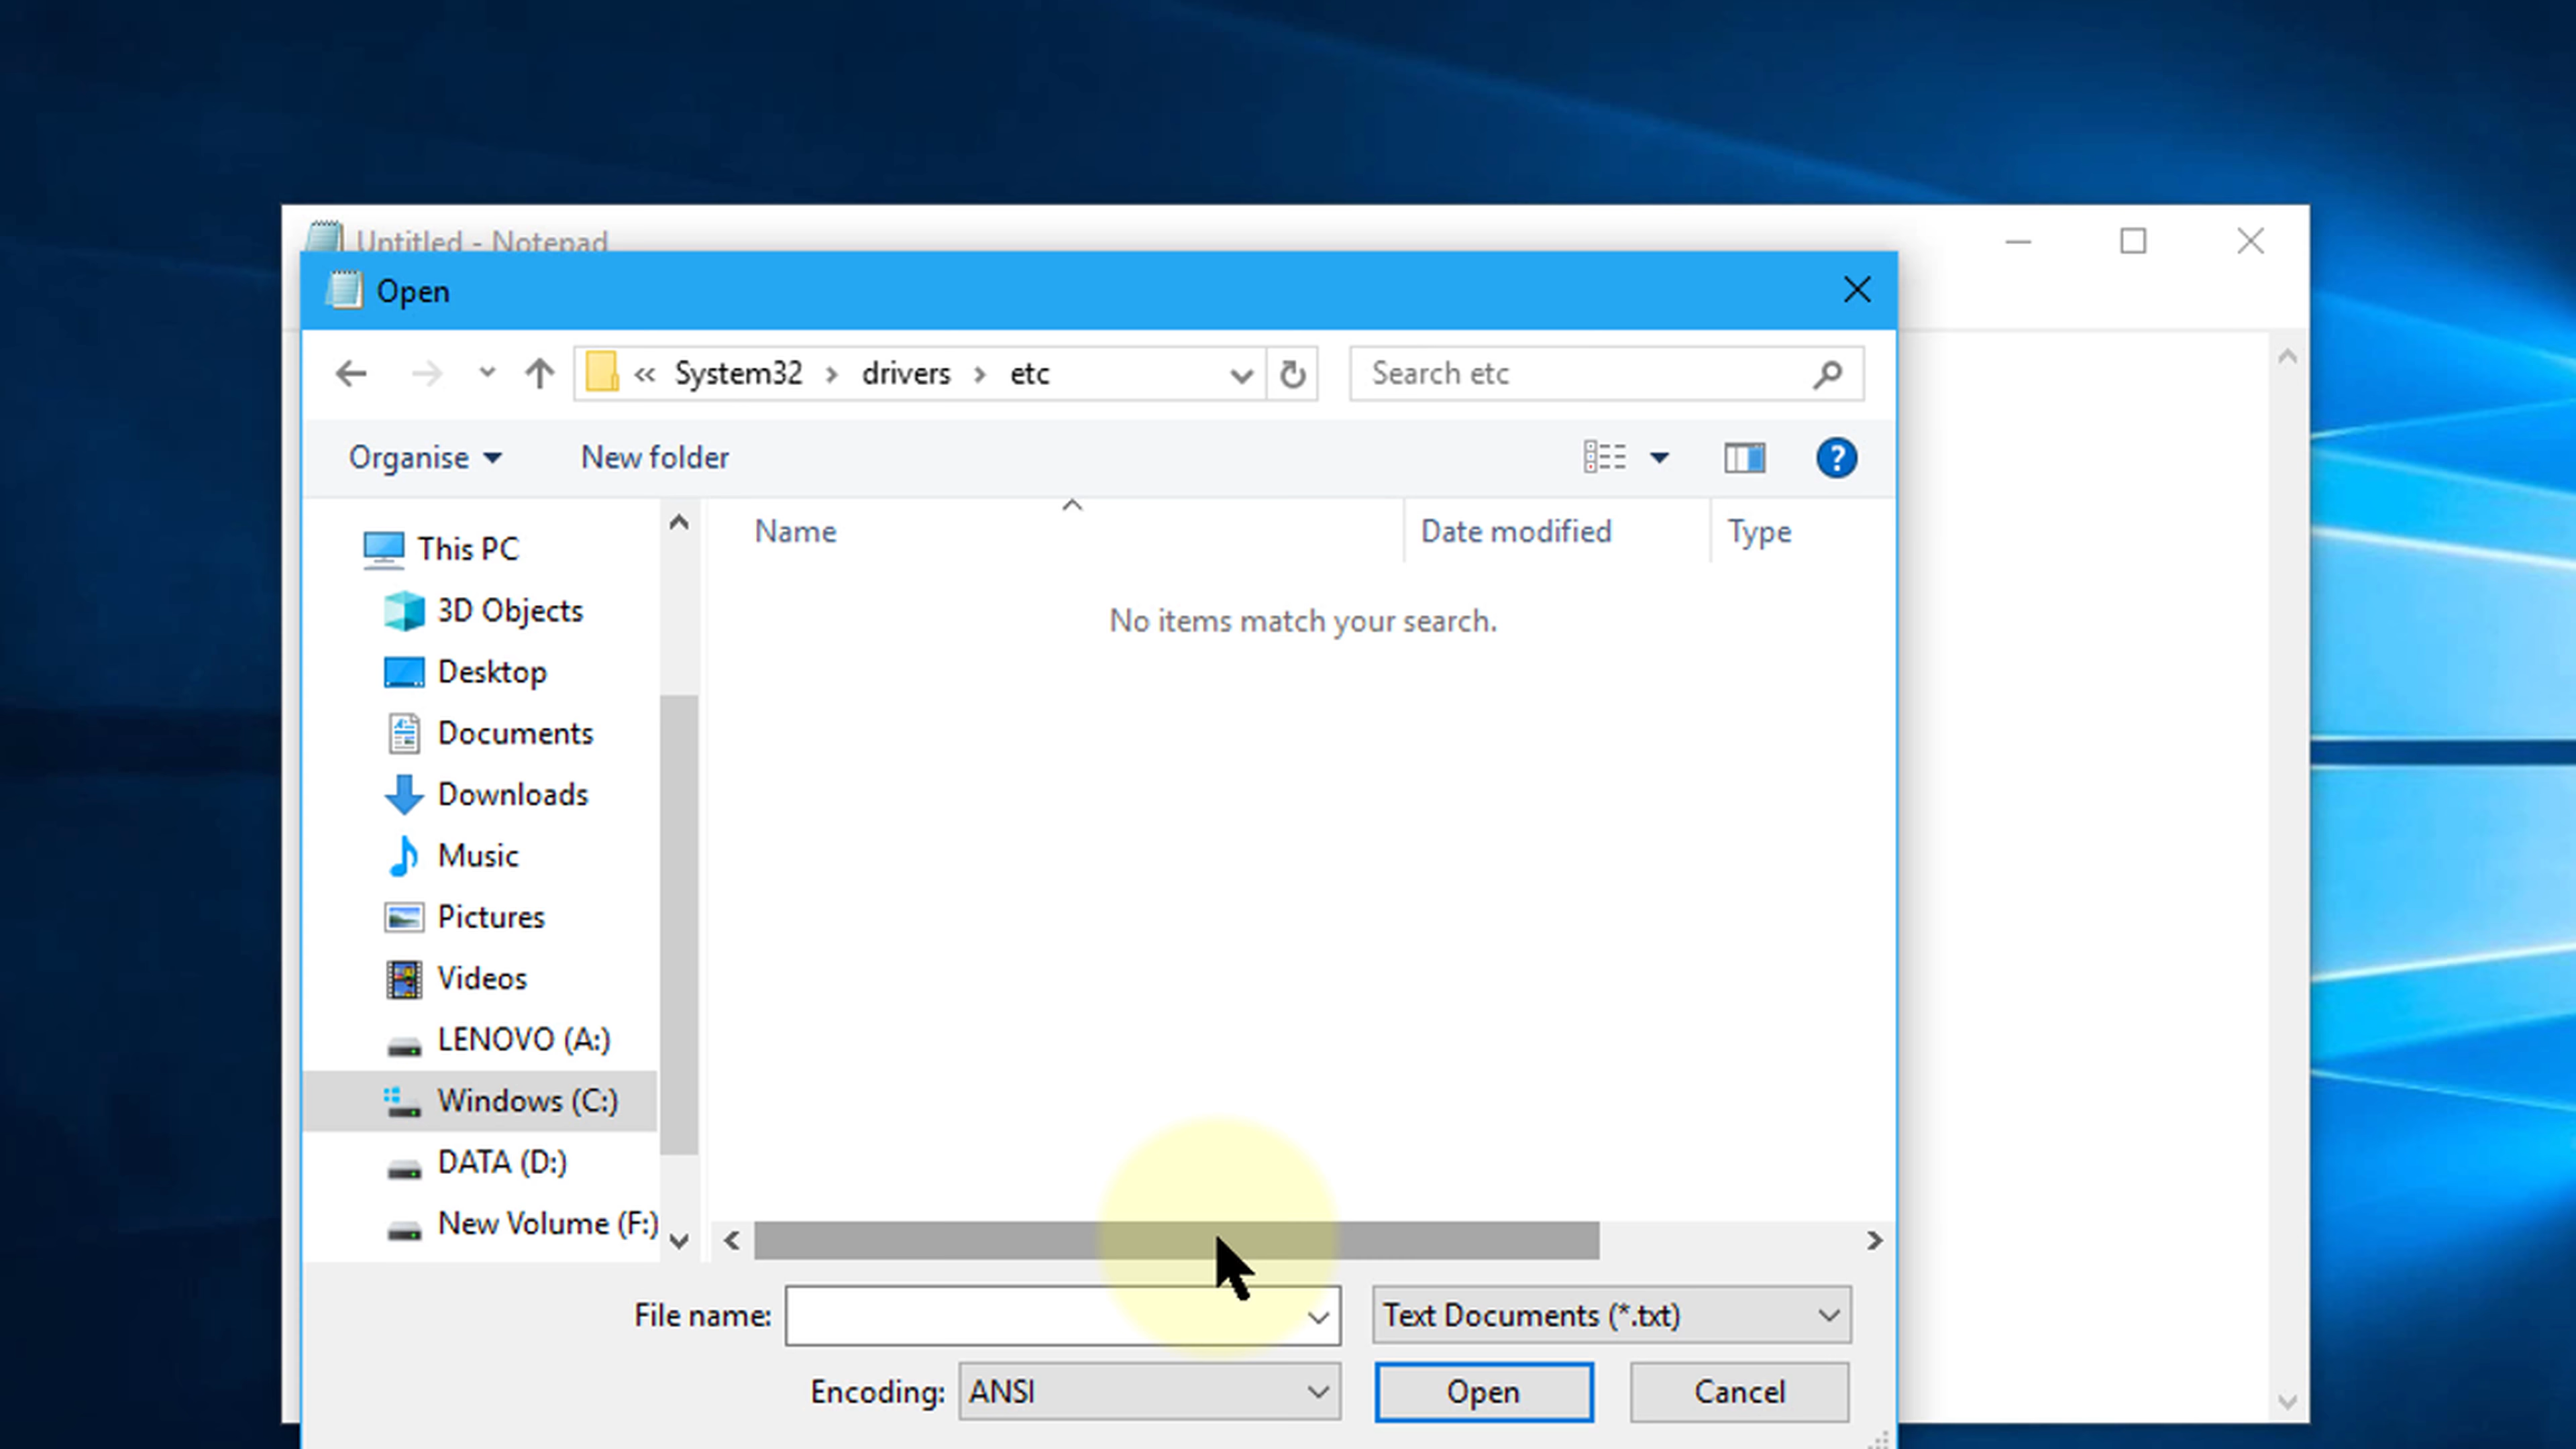 Untitled - Notepad
Open
« System32 › drivers › etc
Search etc
Organise
New folder
?
Name
Date modified
Type
No items match your search.
This PC
3D Objects
Desktop
Documents
Downloads
Music
Pictures
Videos
LENOVO (A:)
Windows (C:)
DATA (D:)
New Volume (F:)
File name:
Text Documents (*.txt)
Encoding:
ANSI
Open
Cancel